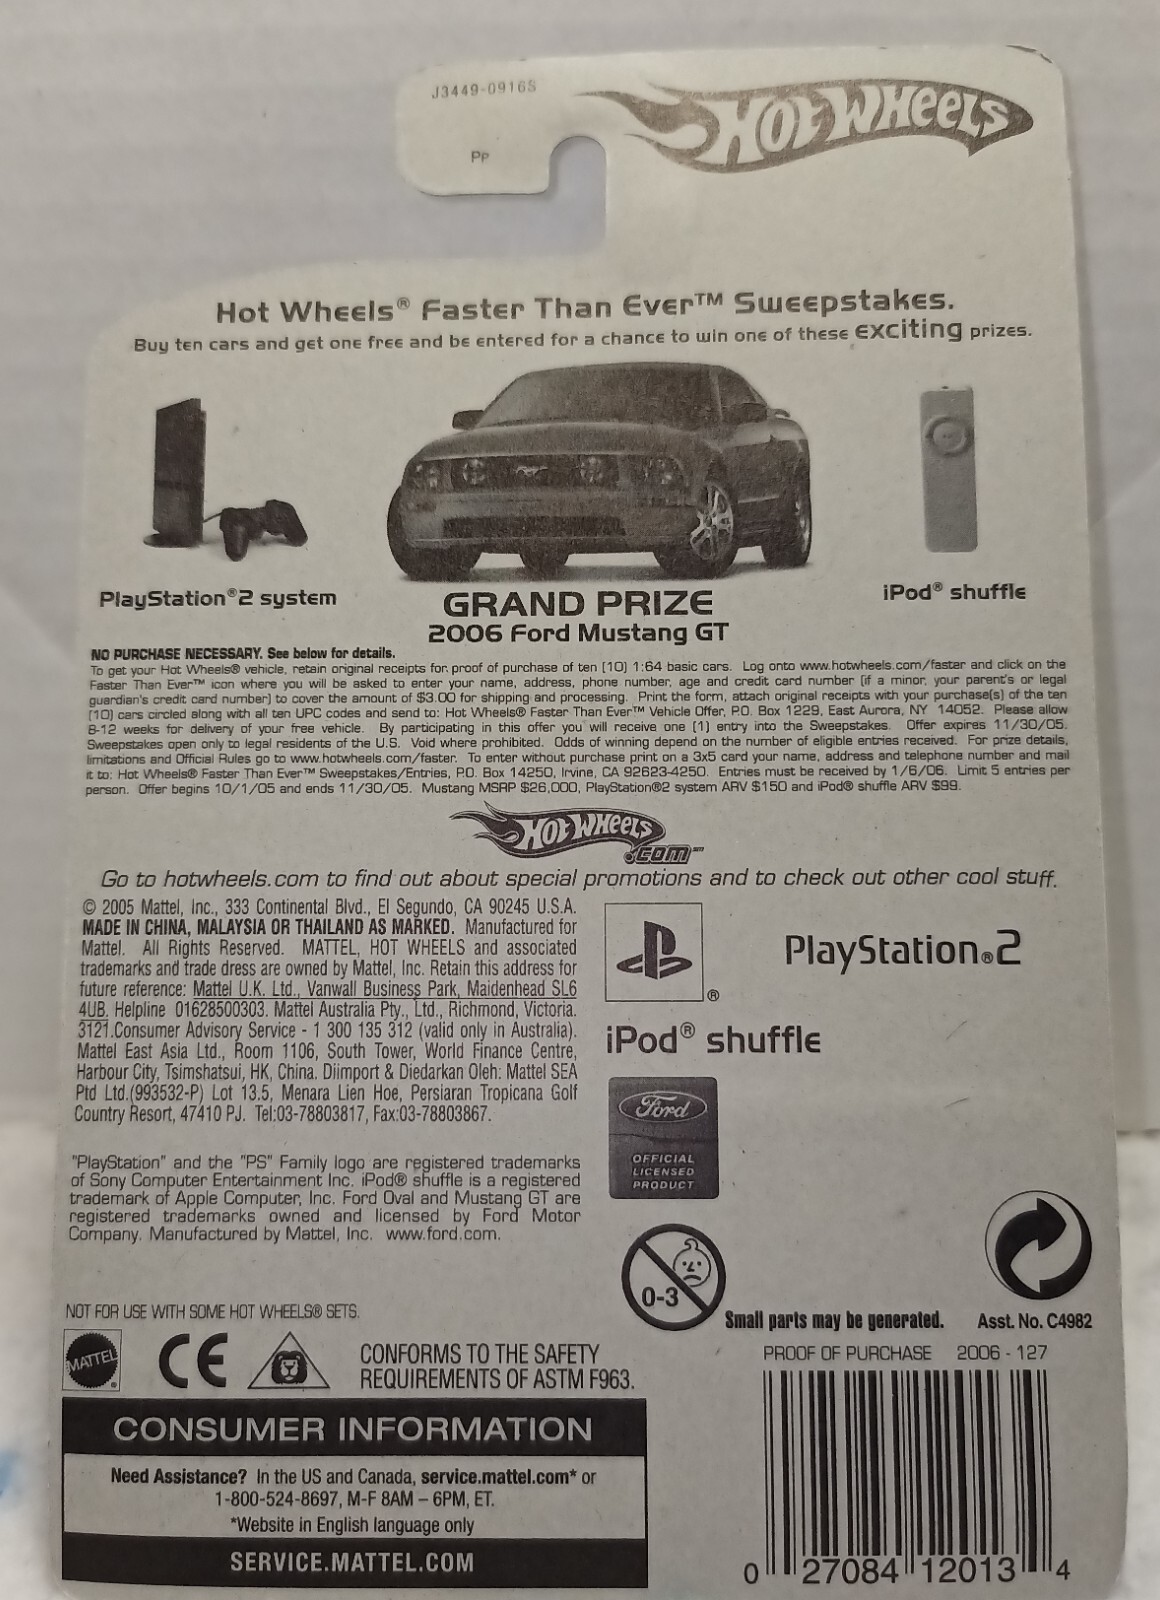 J3449-0916S
Pp
HOT WHEELS
Hot Wheels® Faster Than Ever™ Sweepstakes.
Buy ten cars and get one free and be entered for a chance to win one of these exciting prizes.
PlayStation®2 system
GRAND PRIZE
2006 Ford Mustang GT
iPod® shuffle
NO PURCHASE NECESSARY. See below for details.
To get your Hot Wheels® vehicle, retain original receipts for proof of purchase of ten (10) 1:64 basic cars. Log onto www.hotwheels.com/faster and click on the
Faster Than Ever™ icon where you will be asked to enter your name, address, phone number, age and credit card number (if a minor, your parent's or legal
guardian's credit card number) to cover the amount of $3.00 for shipping and processing. Print the form, attach original receipts with your purchase(s) of the ten
(10) cars circled along with all ten UPC codes and send to: Hot Wheels® Faster Than Ever™ Vehicle Offer, P.O. Box 1229, East Aurora, NY 14052. Please allow
8-12 weeks for delivery of your free vehicle. By participating in this offer you will receive one (1) entry into the Sweepstakes. Offer expires 11/30/05.
Sweepstakes open only to legal residents of the U.S. Void where prohibited. Odds of winning depend on the number of eligible entries received. For prize details,
limitations and Official Rules go to www.hotwheels.com/faster. To enter without purchase print on a 3x5 card your name, address and telephone number and mail
it to: Hot Wheels® Faster Than Ever™ Sweepstakes/Entries, P.O. Box 14250, Irvine, CA 92623-4250. Entries must be received by 1/6/06. Limit 5 entries per
person. Offer begins 10/1/05 and ends 11/30/05. Mustang MSRP $26,000, PlayStation®2 system ARV $150 and iPod® shuffle ARV $99.
HOT WHEELS
.COM™
Go to hotwheels.com to find out about special promotions and to check out other cool stuff.
© 2005 Mattel, Inc., 333 Continental Blvd., El Segundo, CA 90245 U.S.A.
MADE IN CHINA, MALAYSIA OR THAILAND AS MARKED. Manufactured for
Mattel. All Rights Reserved. MATTEL, HOT WHEELS and associated
trademarks and trade dress are owned by Mattel, Inc. Retain this address for
future reference: Mattel U.K. Ltd., Vanwall Business Park, Maidenhead SL6
4UB. Helpline 01628500303. Mattel Australia Pty., Ltd., Richmond, Victoria.
3121.Consumer Advisory Service - 1 300 135 312 (valid only in Australia).
Mattel East Asia Ltd., Room 1106, South Tower, World Finance Centre,
Harbour City, Tsimshatsui, HK, China. Diimport & Diedarkan Oleh: Mattel SEA
Ptd Ltd.(993532-P) Lot 13.5, Menara Lien Hoe, Persiaran Tropicana Golf
Country Resort, 47410 PJ. Tel:03-78803817, Fax:03-78803867.
®
PlayStation®2
iPod® shuffle
Ford
OFFICIAL
LICENSED
PRODUCT
"PlayStation" and the "PS" Family logo are registered trademarks
of Sony Computer Entertainment Inc. iPod® shuffle is a registered
trademark of Apple Computer, Inc. Ford Oval and Mustang GT are
registered trademarks owned and licensed by Ford Motor
Company. Manufactured by Mattel, Inc. www.ford.com.
0-3
Small parts may be generated.
Asst. No. C4982
NOT FOR USE WITH SOME HOT WHEELS® SETS.
MATTEL®
CE
CONFORMS TO THE SAFETY
REQUIREMENTS OF ASTM F963.
PROOF OF PURCHASE 2006 - 127
CONSUMER INFORMATION
Need Assistance? In the US and Canada, service.mattel.com* or
1-800-524-8697, M-F 8AM – 6PM, ET.
*Website in English language only
SERVICE.MATTEL.COM
0 27084 12013 4